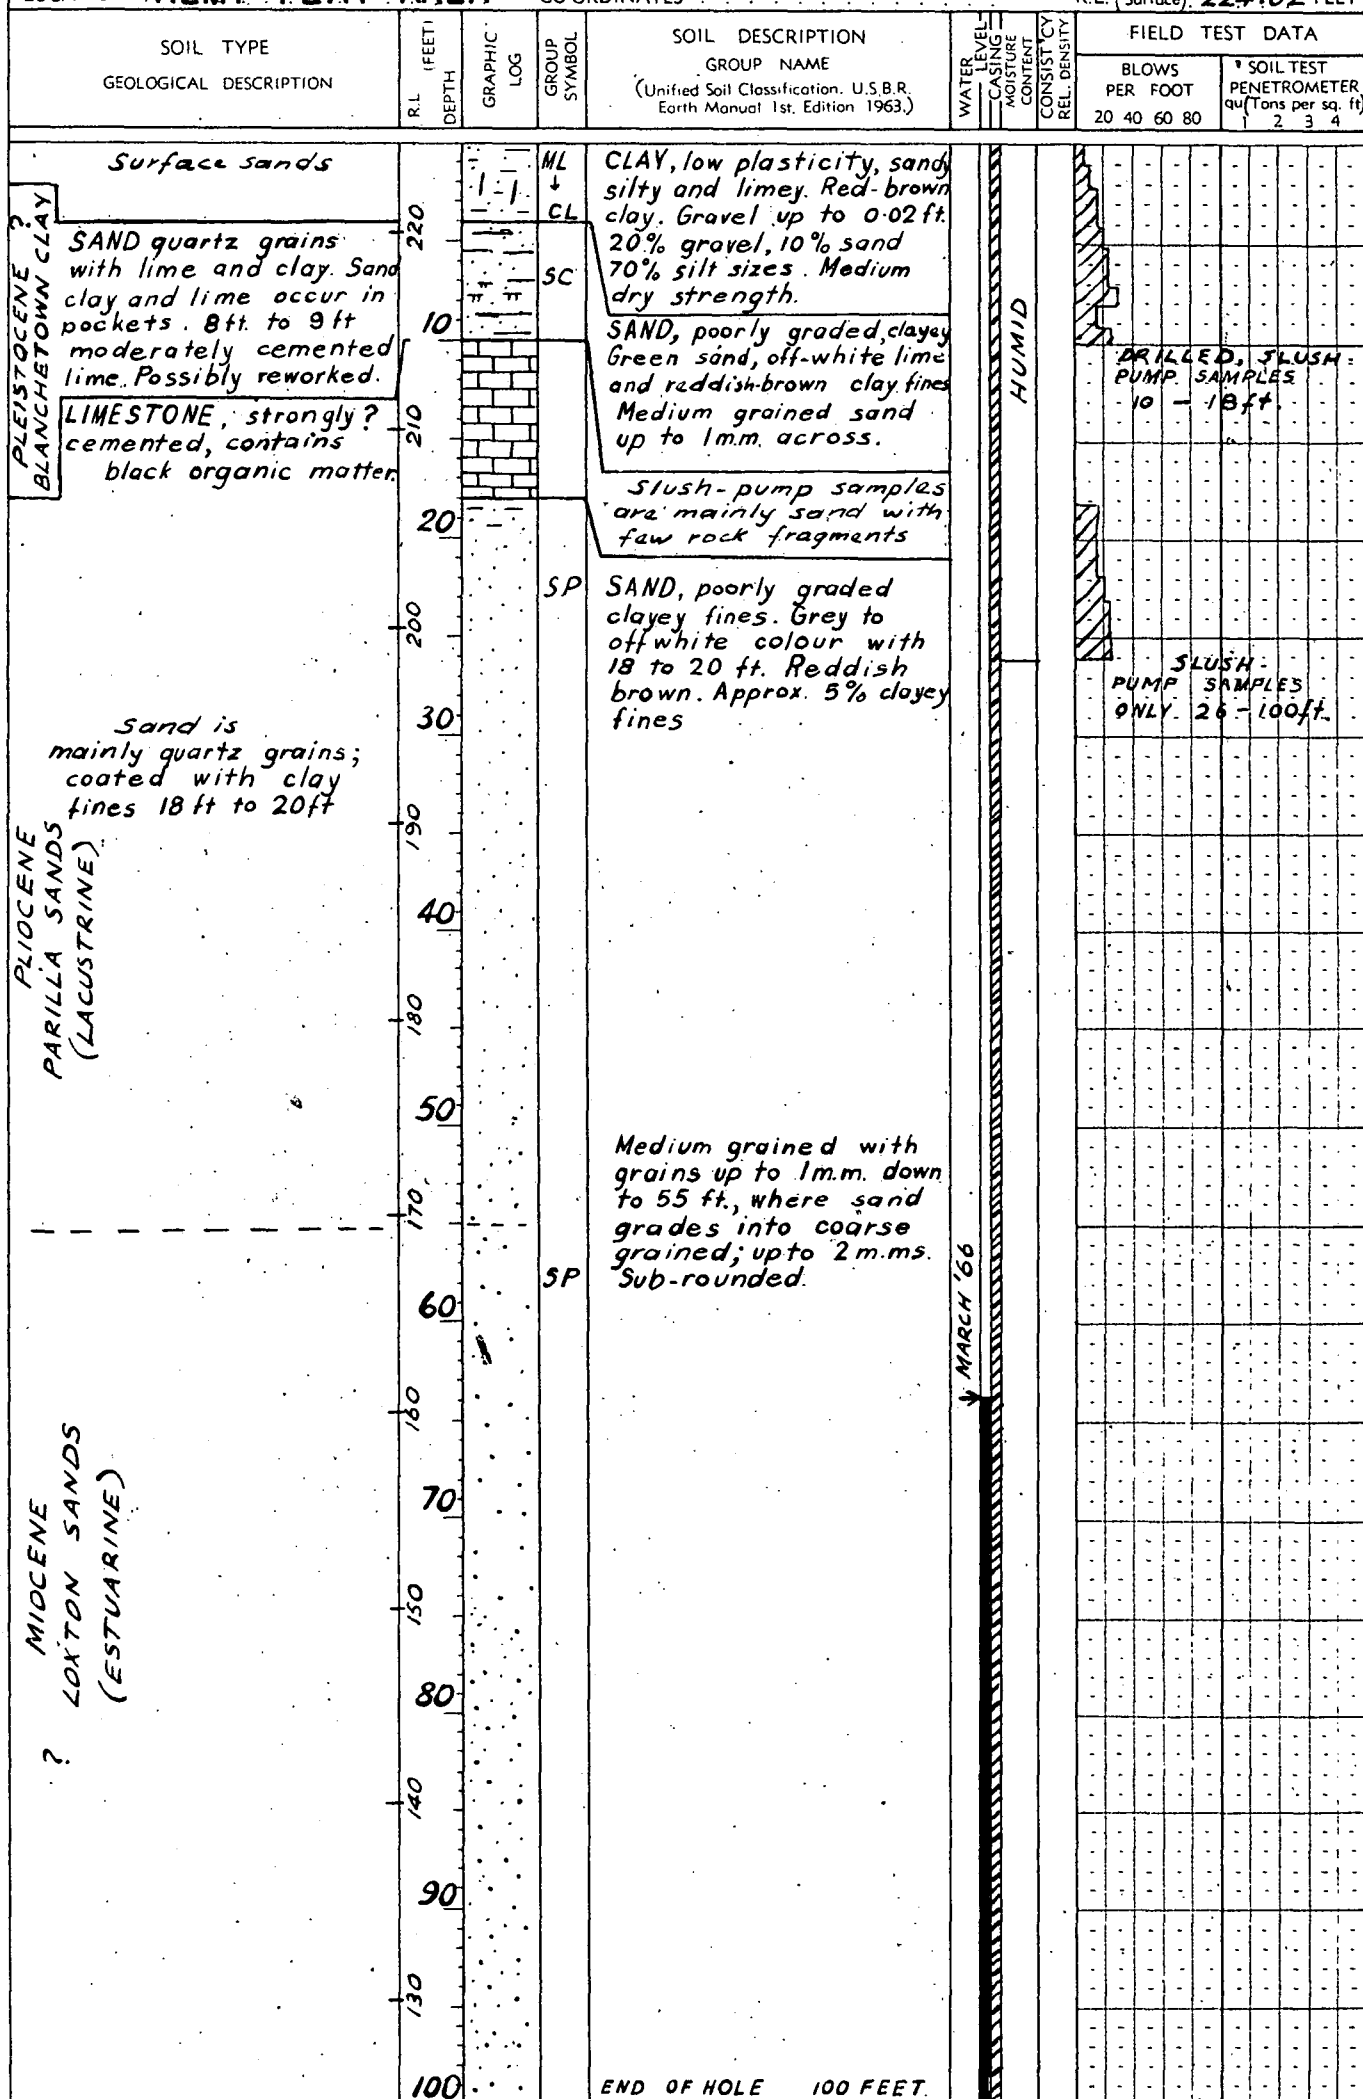 R.L. (Surface). 224.02 FEET
SOIL TYPE
GEOLOGICAL DESCRIPTION
R.L (FEET)
DEPTH
GRAPHIC LOG
GROUP SYMBOL
SOIL DESCRIPTION
GROUP NAME
(Unified Soil Classification. U.S.B.R.
Earth Manual 1st. Edition 1963.)
WATER LEVEL
CASING
MOISTURE CONTENT
CONSIST'CY
REL. DENSITY
FIELD TEST DATA
BLOWS
PER FOOT
20 40 60 80
SOIL TEST
PENETROMETER
qu(Tons per sq. ft)
1 2 3 4
Surface sands
PLEISTOCENE ?
BLANCHETOWN CLAY
SAND quartz grains
with lime and clay. Sand
clay and lime occur in
pockets. 8ft. to 9ft
moderately cemented
lime. Possibly reworked.
LIMESTONE, strongly ?
cemented, contains
black organic matter.
Sand is
mainly quartz grains;
coated with clay
fines 18 ft to 20ft
PLIOCENE
PARILLA SANDS
(LACUSTRINE)
MIOCENE
? LOXTON SANDS
(ESTUARINE)
220
10
210
20
200
30
190
40
180
50
170
60
160
70
150
80
140
90
130
100
ML
CL
SC
SP
SP
CLAY, low plasticity, sandy
silty and limey. Red-brown
clay. Gravel up to 0.02 ft.
20% gravel, 10% sand
70% silt sizes. Medium
dry strength.
SAND, poorly graded, clayey
Green sand, off-white lime
and reddish-brown clay fines
Medium grained sand
up to 1m.m. across.
Slush-pump samples
are mainly sand with
few rock fragments
SAND, poorly graded
clayey fines. Grey to
off white colour with
18 to 20 ft. Reddish
brown. Approx. 5% clayey
fines
Medium grained with
grains up to 1m.m. down
to 55 ft., where sand
grades into coarse
grained; up to 2 m.ms.
Sub-rounded.
END OF HOLE 100 FEET.
MARCH '66
HUMID
DRILLED, SLUSH-
PUMP SAMPLES
10 - 18ft.
SLUSH-
PUMP SAMPLES
ONLY. 26 - 100ft.